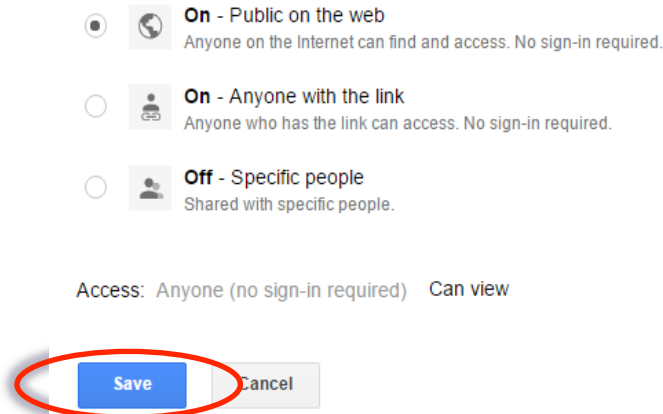 On - Public on the web
Anyone on the Internet can find and access. No sign-in required.
On - Anyone with the link
Anyone who has the link can access. No sign-in required.
Off - Specific people
Shared with specific people.
Access: Anyone (no sign-in required) Can view
Save Cancel